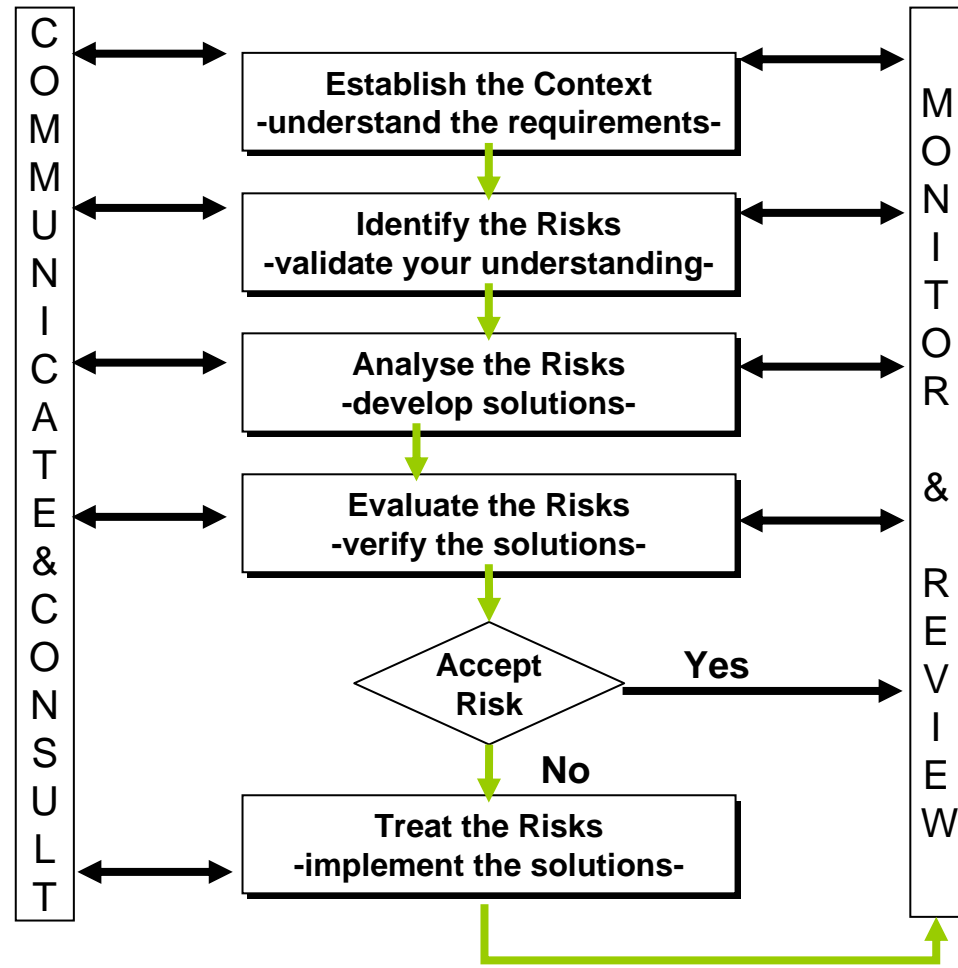 COMMUNICATE&CONSULT
Establish the Context
-understand the requirements-
Identify the Risks
-validate your understanding-
Analyse the Risks
-develop solutions-
Evaluate the Risks
-verify the solutions-
Accept
Risk
Yes
No
Treat the Risks
-implement the solutions-
MONITOR & REVIEW